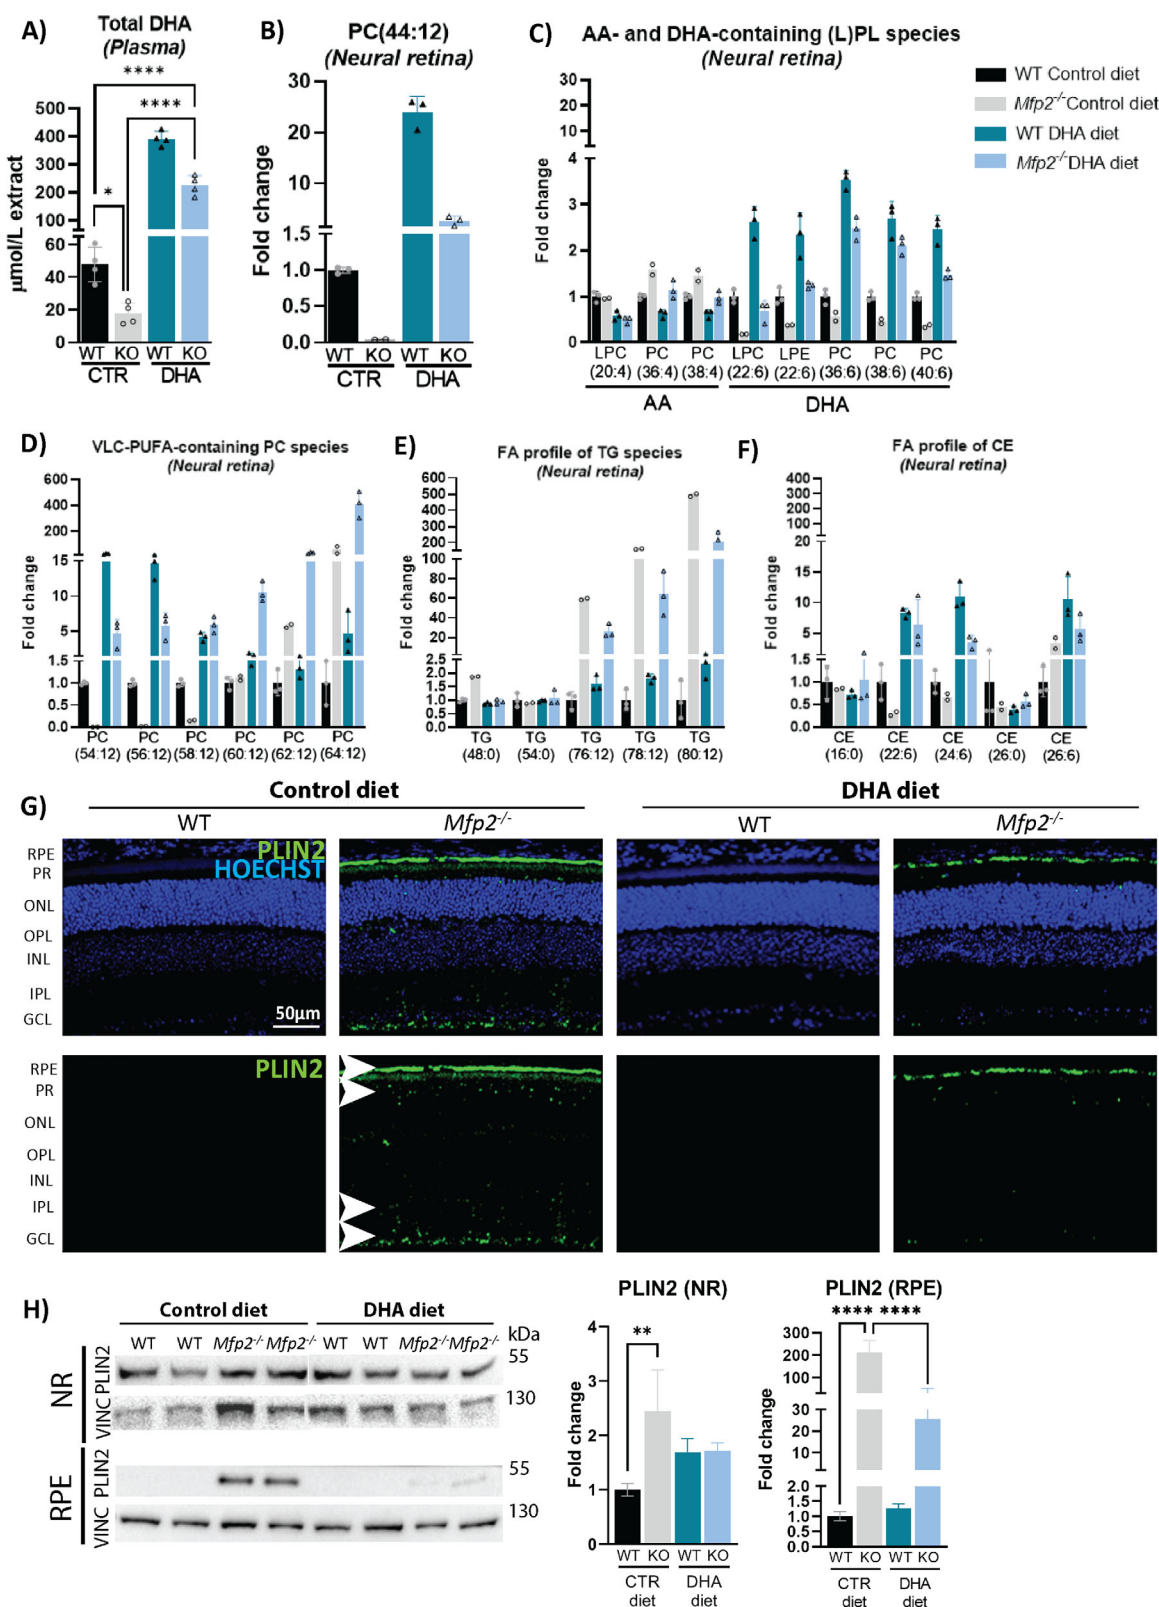 A)
Total DHA
(Plasma)
****
****
*
μmol/L extract
500
400
300
200
100
60
40
20
0
WT KO WT KO
CTR DHA
B)
PC(44:12)
(Neural retina)
Fold change
30
25
20
15
10
5
1.5
1.0
0.5
0.0
WT KO WT KO
CTR DHA
C)
AA- and DHA-containing (L)PL species
(Neural retina)
Fold change
30
25
20
15
10
5
4
3
2
1
0
LPC PC PC LPC LPE PC PC PC
(20:4) (36:4) (38:4) (22:6) (22:6) (36:6) (38:6) (40:6)
AA DHA
WT Control diet
Mfp2-/- Control diet
WT DHA diet
Mfp2-/- DHA diet
D)
VLC-PUFA-containing PC species
(Neural retina)
Fold change
600
400
200
15
10
5
1.5
1.0
0.5
0.0
PC PC PC PC PC PC
(54:12) (56:12) (58:12) (60:12) (62:12) (64:12)
E)
FA profile of TG species
(Neural retina)
Fold change
600
500
400
300
200
100
80
60
40
20
2.5
2.0
1.5
1.0
0.5
0.0
TG TG TG TG TG
(48:0) (54:0) (76:12) (78:12) (80:12)
F)
FA profile of CE
(Neural retina)
Fold change
400
300
200
100
20
15
10
5
1.5
1.0
0.5
0.0
CE CE CE CE CE
(16:0) (22:6) (24:6) (26:0) (26:6)
G)
Control diet DHA diet
WT Mfp2-/- WT Mfp2-/-
RPE
PR
ONL
OPL
INL
IPL
GCL
PLIN2
HOECHST
50μm
RPE
PR
ONL
OPL
INL
IPL
GCL
PLIN2
H)
Control diet DHA diet
WT WT Mfp2-/- Mfp2-/- WT WT Mfp2-/- Mfp2-/- kDa
NR
PLIN2
55
VINC
130
RPE
PLIN2
55
VINC
130
PLIN2 (NR)
**
Fold change
4
2
0
WT KO WT KO
CTR DHA
diet diet
PLIN2 (RPE)
**** ****
Fold change
300
250
200
150
100
50
30
20
10
2.0
1.5
1.0
0.5
0.0
WT KO WT KO
CTR DHA
diet diet